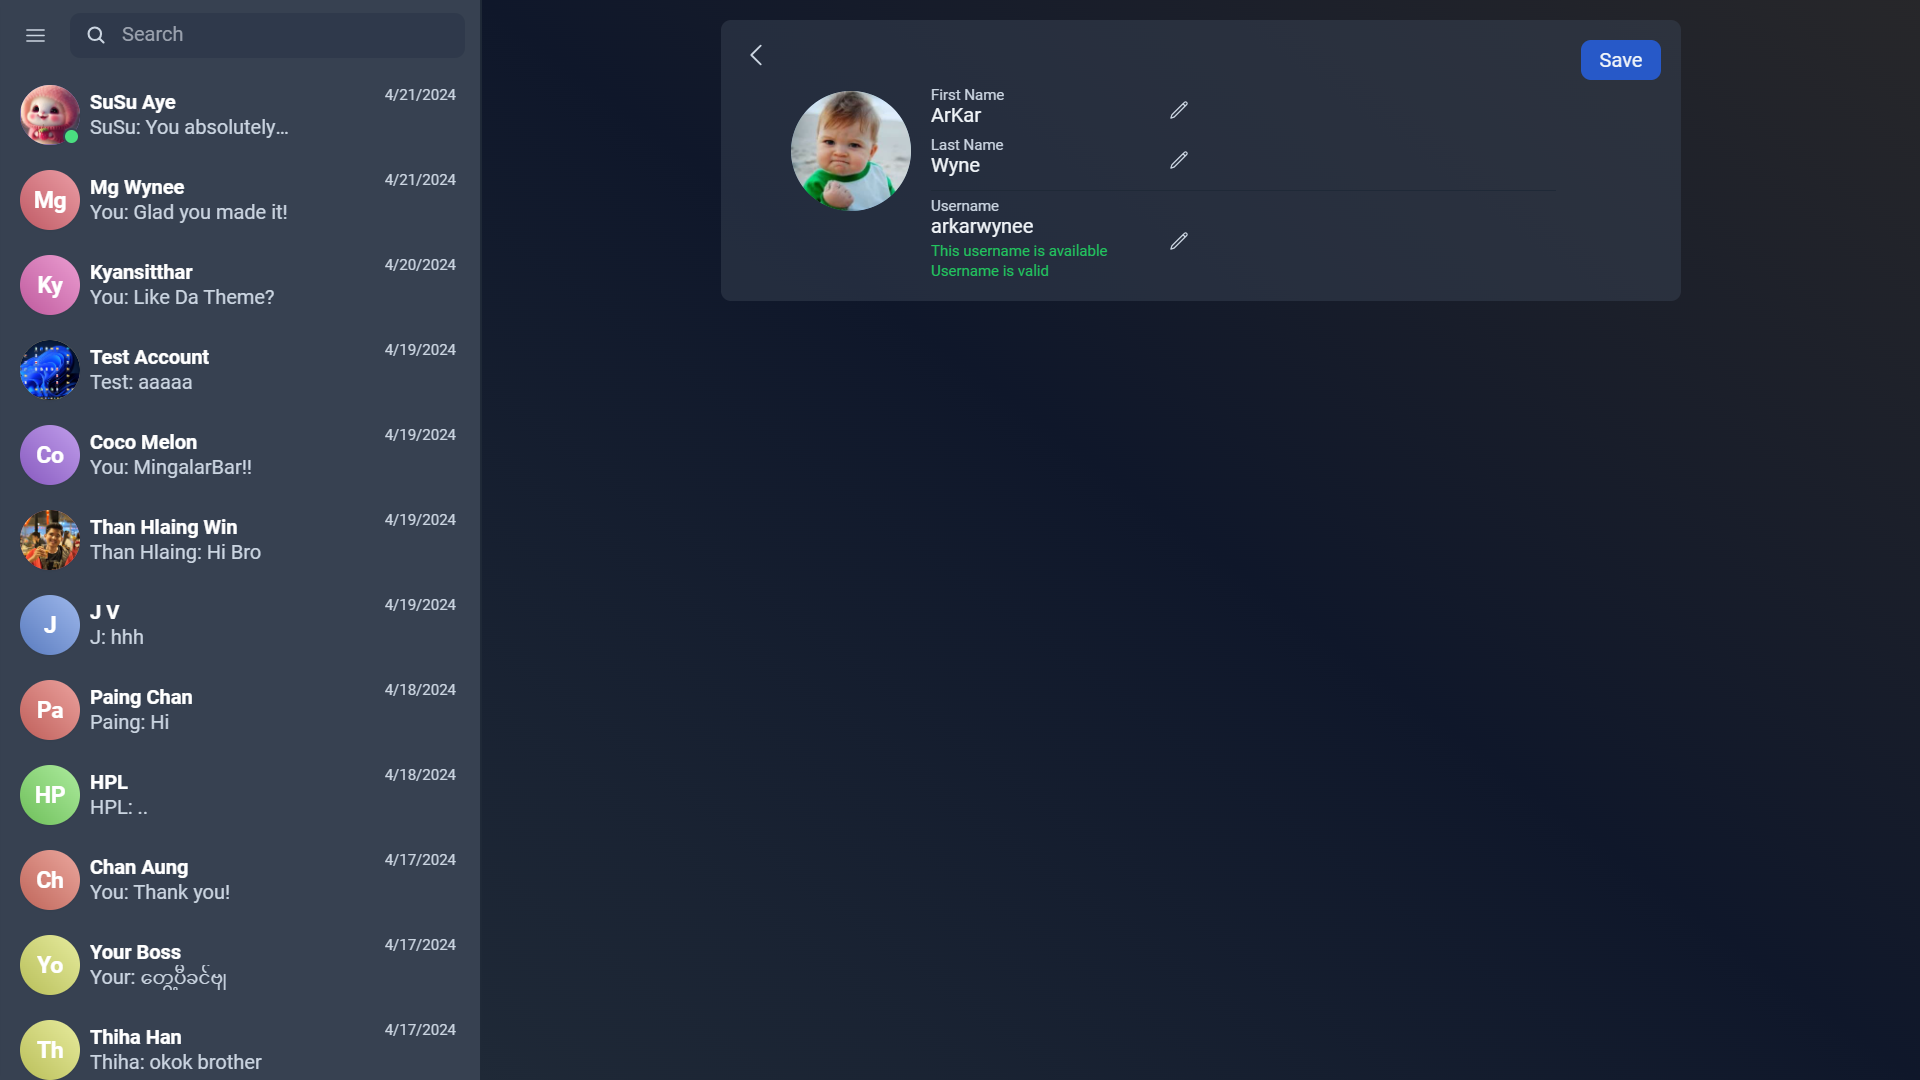 Search
SuSu Aye
4/21/2024
SuSu: You absolutely...
Mg
Mg Wynee
4/21/2024
You: Glad you made it!
Ky
Kyansitthar
4/20/2024
You: Like Da Theme?
Test Account
4/19/2024
Test: aaaaa
Co
Coco Melon
4/19/2024
You: MingalarBar!!
Than Hlaing Win
4/19/2024
Than Hlaing: Hi Bro
J
J V
4/19/2024
J: hhh
Pa
Paing Chan
4/18/2024
Paing: Hi
HP
HPL
4/18/2024
HPL: ..
Ch
Chan Aung
4/17/2024
You: Thank you!
Yo
Your Boss
4/17/2024
Your:
Th
Thiha Han
4/17/2024
Thiha: okok brother
Save
First Name
ArKar
Last Name
Wyne
Username
arkarwynee
This username is available
Username is valid